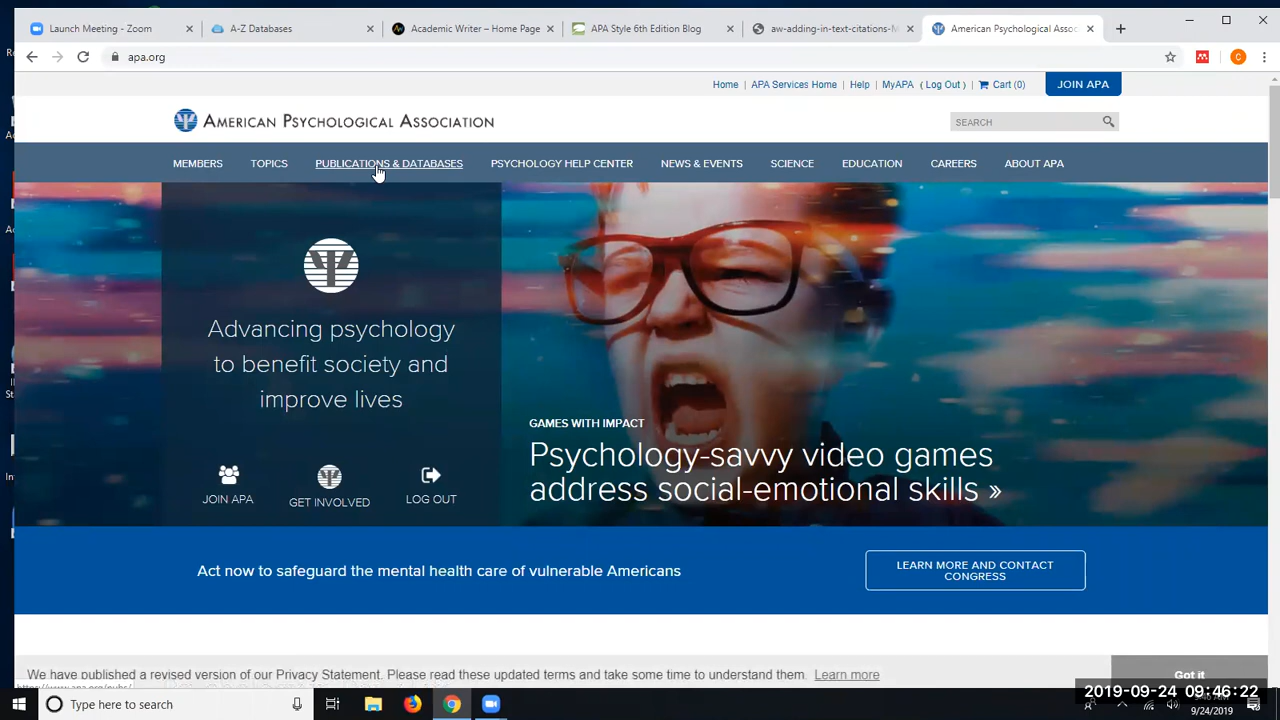 Launch Meeting - Zoom
A-Z Databases
Academic Writer – Home Page
APA Style 6th Edition Blog
aw-adding-in-text-citations-
American Psychological Assoc
apa.org
Home | APA Services Home | Help | MyAPA ( Log Out ) | Cart (0)
JOIN APA
AMERICAN PSYCHOLOGICAL ASSOCIATION
SEARCH
MEMBERS TOPICS PUBLICATIONS & DATABASES PSYCHOLOGY HELP CENTER NEWS & EVENTS SCIENCE EDUCATION CAREERS ABOUT APA
Advancing psychology
to benefit society and
improve lives
JOIN APA
GET INVOLVED
LOG OUT
GAMES WITH IMPACT
Psychology-savvy video games
address social-emotional skills »
Act now to safeguard the mental health care of vulnerable Americans
LEARN MORE AND CONTACT
CONGRESS
We have published a revised version of our Privacy Statement. Please read these updated terms and take some time to understand them. Learn more
Got it
Type here to search
2019-09-24 09:46:22
9/24/2019